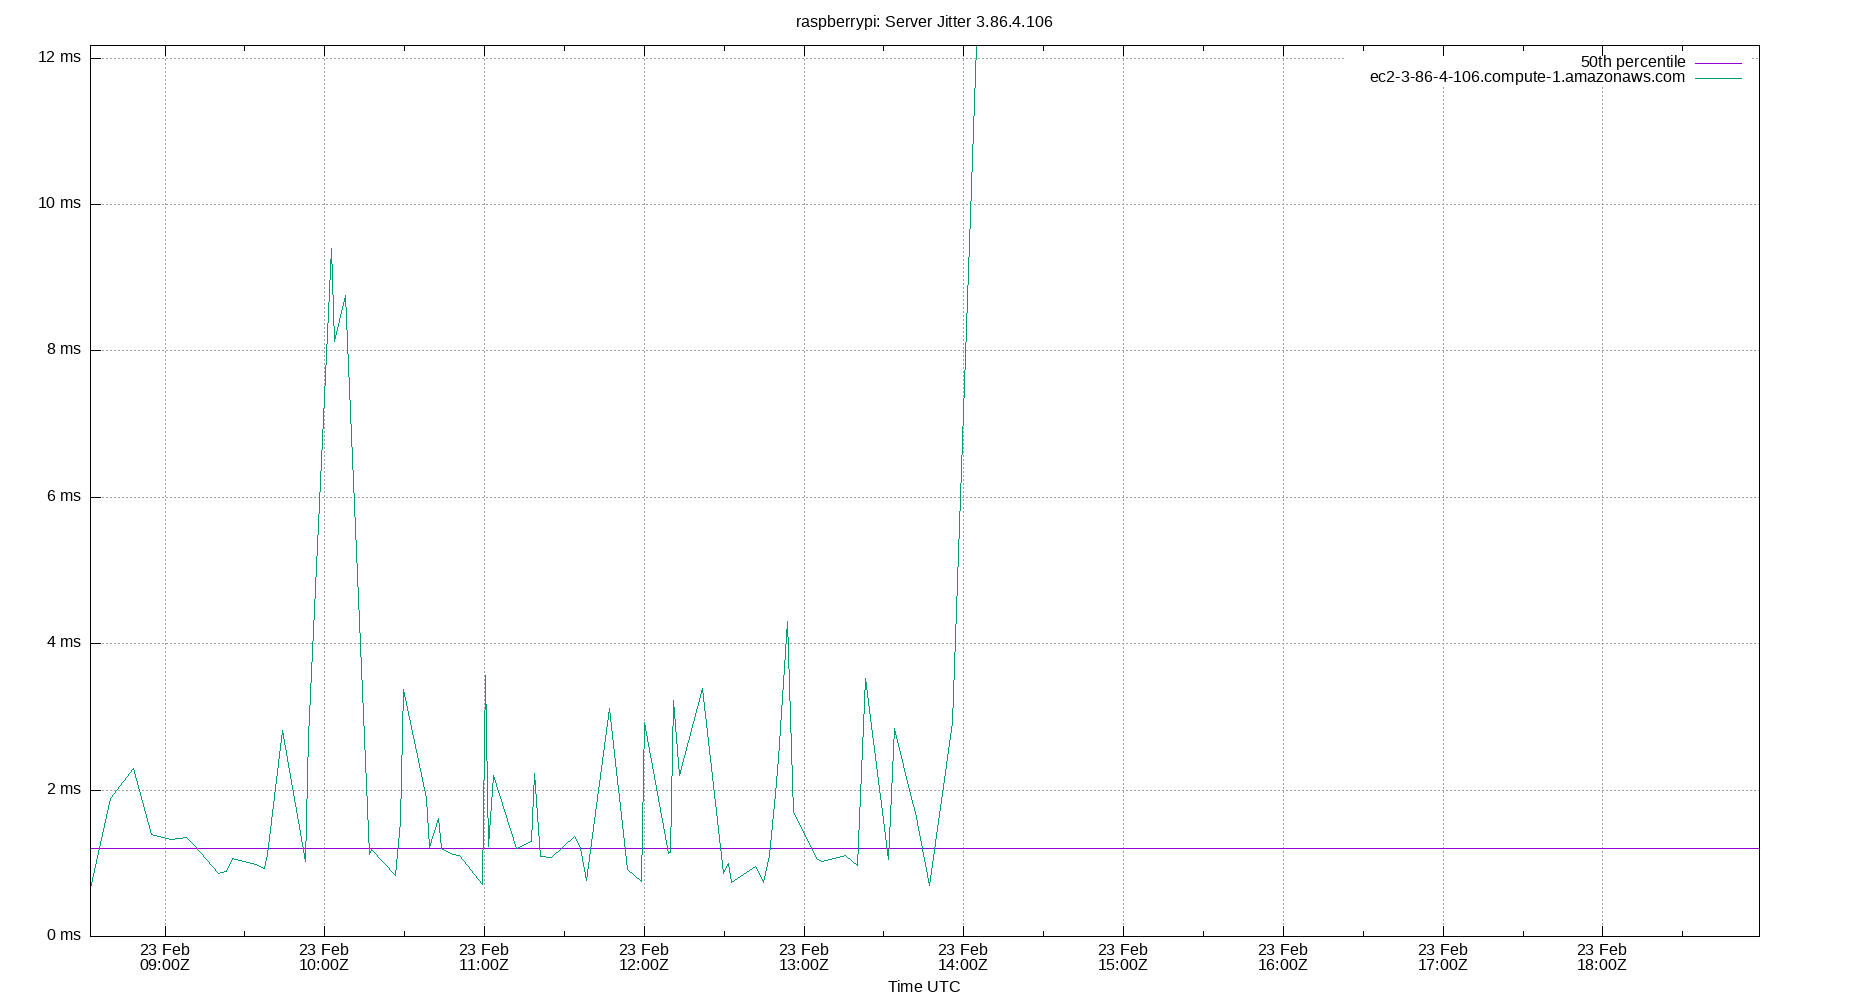 raspberrypi: Server Jitter 3.86.4.106
12 ms
50th percentile
ec2-3-86-4-106.compute-1.amazonaws.com
10 ms
8 ms
6 ms
4 ms
2 ms
0 ms
23 Feb 23 Feb 23 Feb 23 Feb 23 Feb 23 Feb 23 Feb 23 Feb 23 Feb 23 Feb
09:00Z 10:00Z 11:00Z 12:00Z 13:00Z 14:00Z 15:00Z 16:00Z 17:00Z 18:00Z
Time UTC